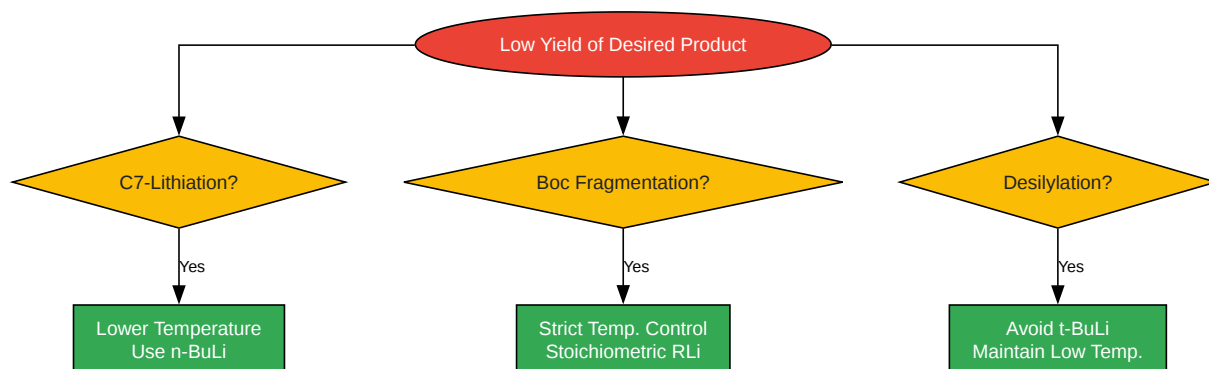 Low Yield of Desired Product
C7-Lithiation?
Boc Fragmentation?
Desilylation?
Yes
Yes
Yes
Lower Temperature
Use n-BuLi
Strict Temp. Control
Stoichiometric RLi
Avoid t-BuLi
Maintain Low Temp.